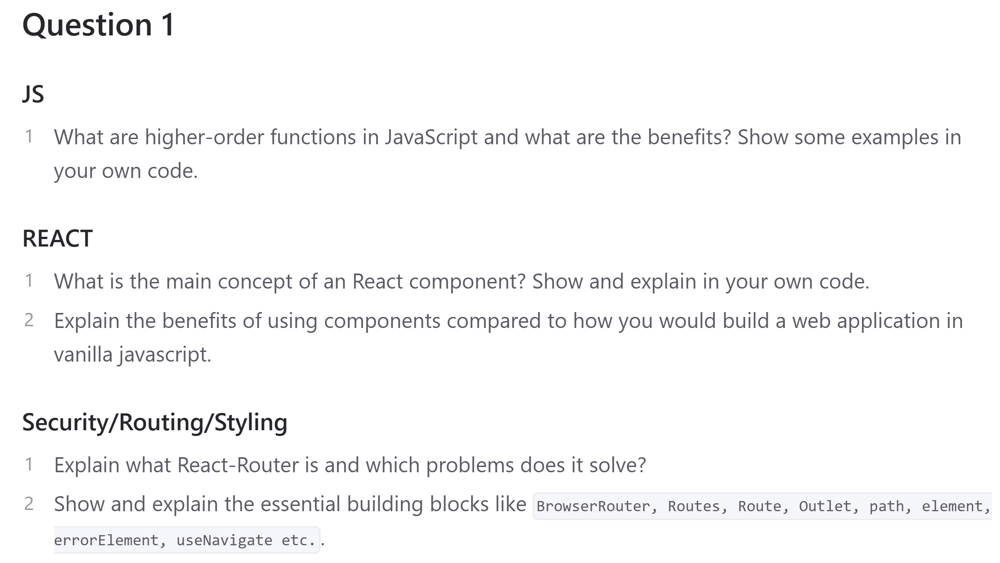 Question 1
JS
1 What are higher-order functions in JavaScript and what are the benefits? Show some examples in
your own code.
REACT
1 What is the main concept of an React component? Show and explain in your own code.
2 Explain the benefits of using components compared to how you would build a web application in
vanilla javascript.
Security/Routing/Styling
1 Explain what React-Router is and which problems does it solve?
2 Show and explain the essential building blocks like BrowserRouter, Routes, Route, Outlet, path, element,
errorElement, useNavigate etc..